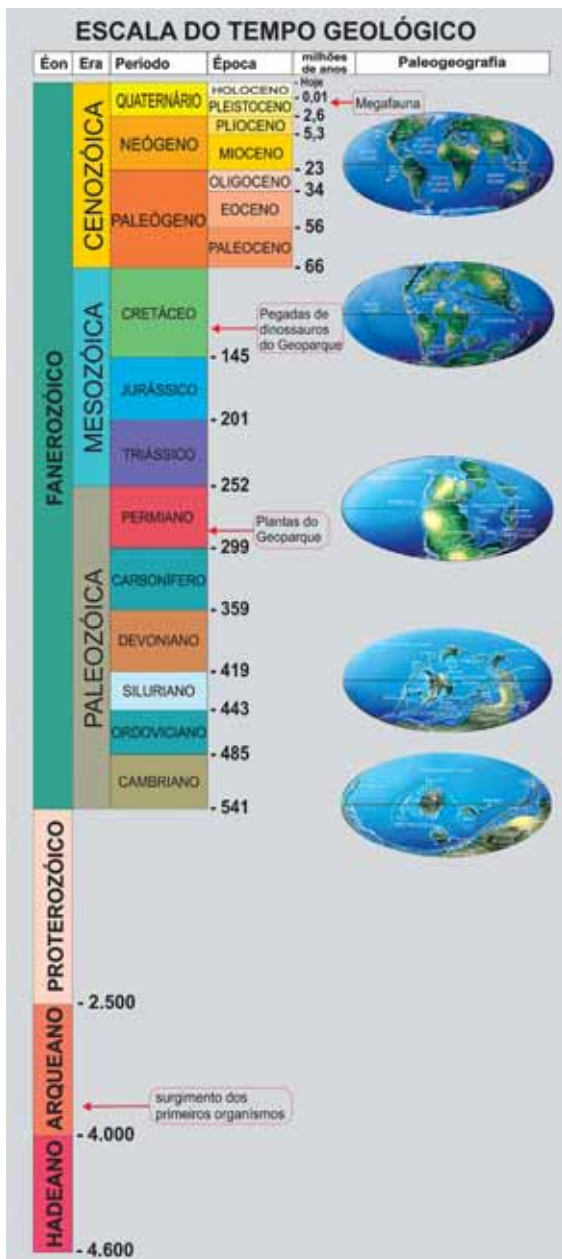 ESCALA DO TEMPO GEOLÓGICO
Éon Era Periodo Época milhões de anos Paleogeografia
FANEROZÓICO
CENOZÓICA
QUATERNÁRIO
HOLOCENO
PLEISTOCENO
NEÓGENO
PLIOCENO
MIOCENO
PALEÓGENO
OLIGOCENO
EOCENO
PALEOCENO
- Hoje
- 0,01
- 2,6
- 5,3
- 23
- 34
- 56
- 66
Megafauna
MESOZÓICA
CRETÁCEO
Pegadas de
dinossauros
do Geoparque
- 145
JURÁSSICO
- 201
TRIÁSSICO
- 252
PALEOZÓICA
PERMIANO
Plantas do
Geoparque
- 299
CARBONÍFERO
- 359
DEVONIANO
- 419
SILURIANO
- 443
ORDOVICIANO
- 485
CAMBRIANO
- 541
PROTEROZÓICO
- 2.500
ARQUEANO
surgimento dos
primeiros organísmos
- 4.000
HADEANO
- 4.600